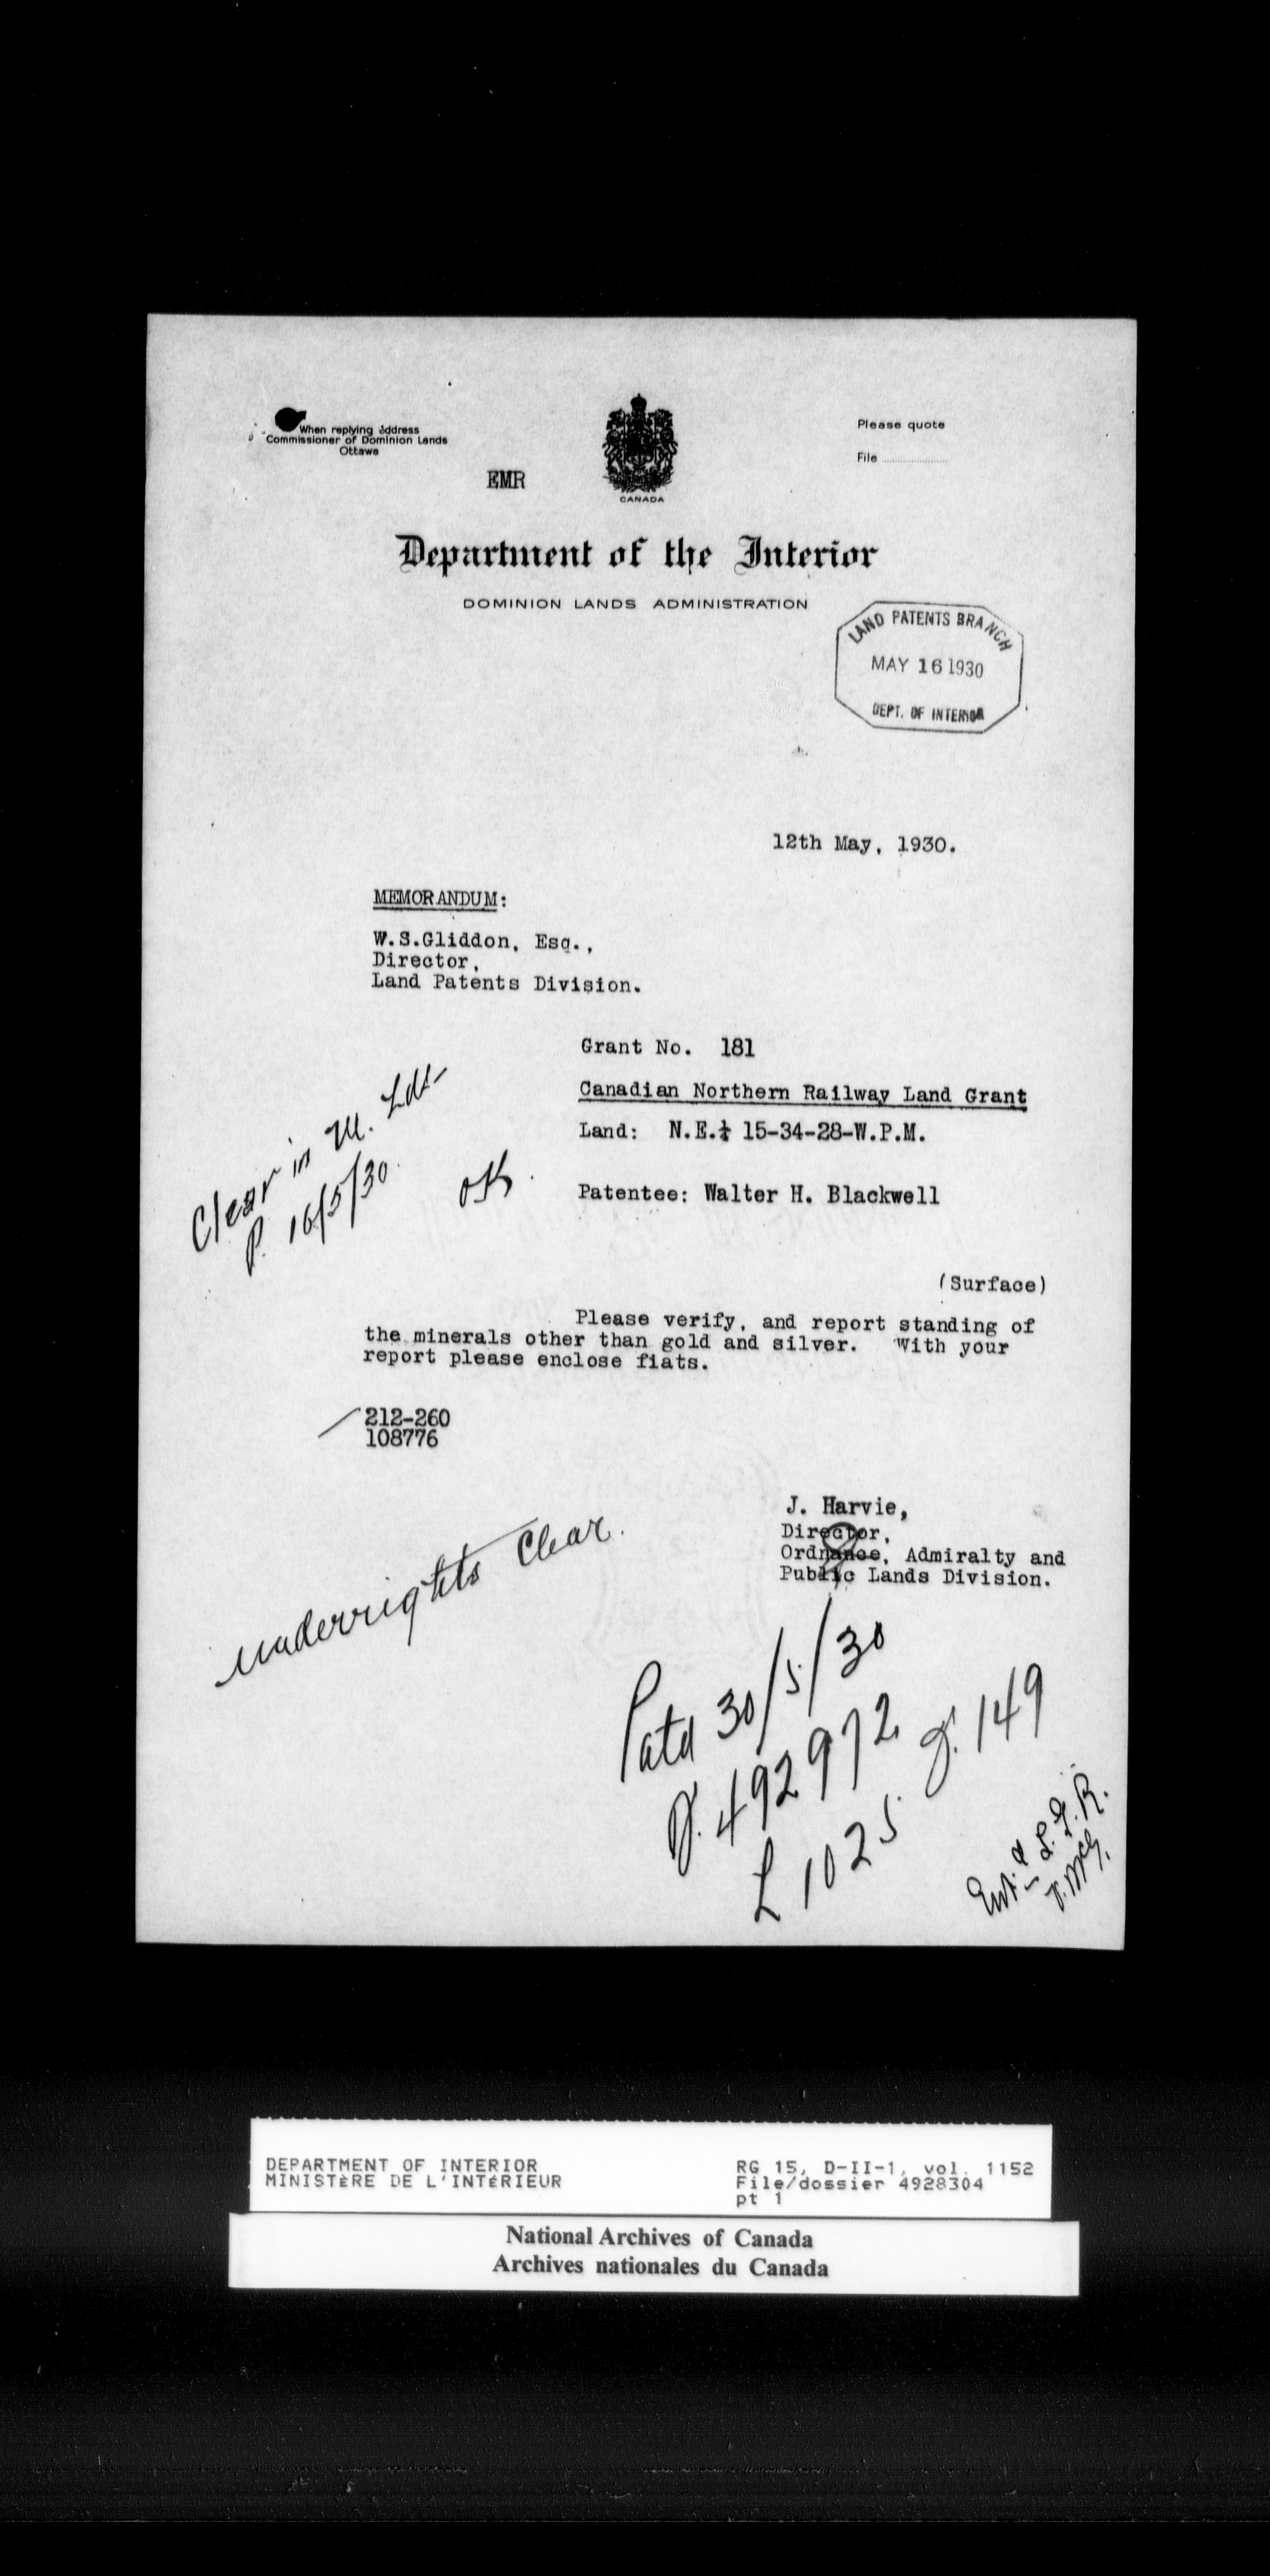 When replying address
Commissioner of Dominion Lands
Ottawa
Please quote
File
EMR
CANADA
Department of the Interior
DOMINION LANDS ADMINISTRATION
LAND PATENTS BRANCH
MAY 16 1930
DEPT. OF INTERIOR
12th May, 1930.
MEMORANDUM:
W.S.Gliddon, Esq.,
Director,
Land Patents Division.
Grant No. 181
Canadian Northern Railway Land Grant
Land: N.E.¼ 15-34-28-W.P.M.
Patentee: Walter H. Blackwell
Clear in M. Lds
P. 16/5/30
OK.
(Surface)
Please verify, and report standing of
the minerals other than gold and silver. With your
report please enclose fiats.
212-260
108776
J. Harvie,
Director,
Ordnance, Admiralty and
Public Lands Division.
underrights Clear.
Patd 30/5/30
492972 149
L 1025
Ent. L.G.R.
DEPARTMENT OF INTERIOR
MINISTÈRE DE L'INTÉRIEUR
RG 15, D-II-1, vol. 1152
File/dossier 4928304
pt 1
National Archives of Canada
Archives nationales du Canada